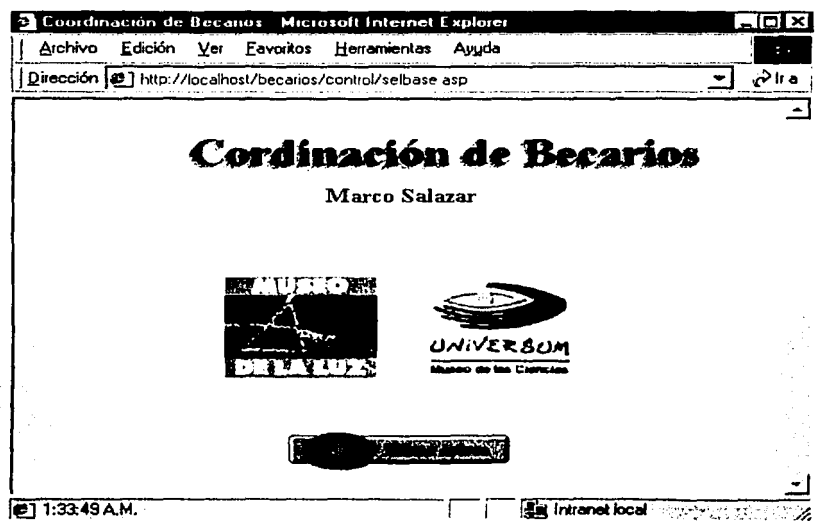 Coordinación de Becarios Microsoft Internet Explorer
Archivo Edición Ver Favoritos Herramientas Ayuda
Dirección http://localhost/becarios/control/selbase asp Ir a
Cordinación de Becarios
Marco Salazar
MUSEO
DE LA LUZ
UNIVERSUM
Museo de las Ciencias
1:33:49 A.M. Intranet local